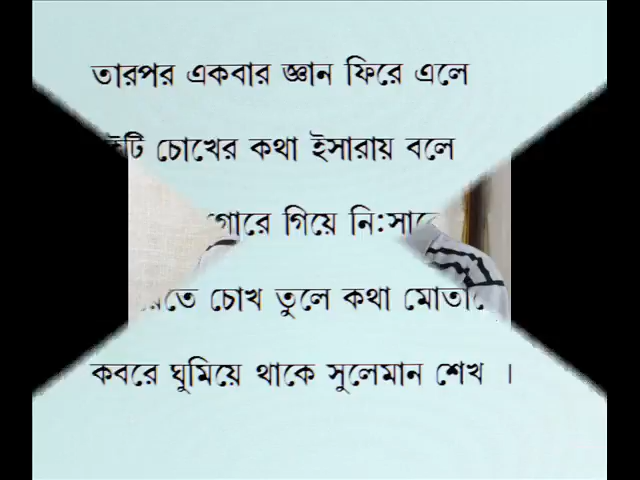 তারপর একবার জ্ঞান ফিরে এলে
চোখের কথা ইসারায় বলে
গিয়ে
চোখ তুলে কথা
কবরে ঘুমিয়ে থাকে সুলেমান শেখ ।